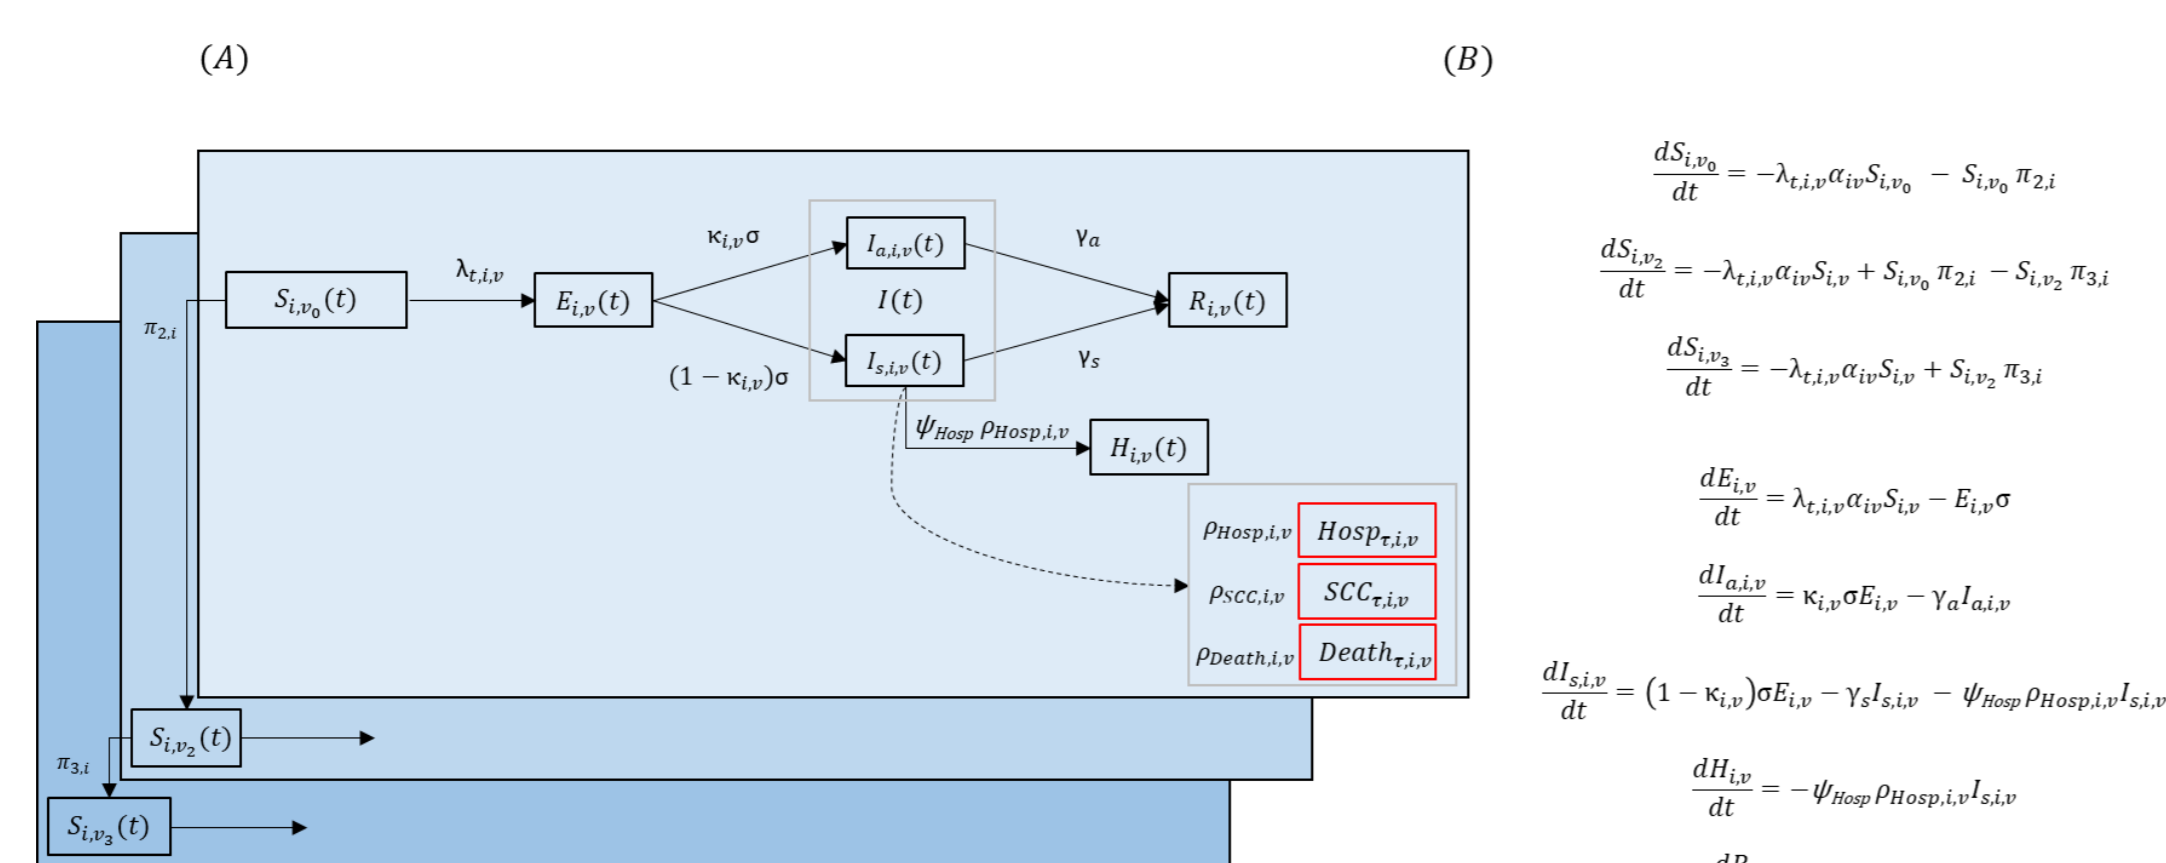 (A)
S_{i,v_0}(t)
λ_{t,i,v}
E_{i,v}(t)
κ_{i,v}σ
(1 − κ_{i,v})σ
I_{a,i,v}(t)
I(t)
I_{s,i,v}(t)
γ_a
γ_s
R_{i,v}(t)
ψ_{Hosp} ρ_{Hosp,i,v}
H_{i,v}(t)
ρ_{Hosp,i,v} Hosp_{τ,i,v}
ρ_{SCC,i,v} SCC_{τ,i,v}
ρ_{Death,i,v} Death_{τ,i,v}
π_{2,i}
S_{i,v_2}(t)
π_{3,i}
S_{i,v_3}(t)
(B)
dS_{i,v_0}/dt = −λ_{t,i,v}α_{iv}S_{i,v_0} − S_{i,v_0} π_{2,i}
dS_{i,v_2}/dt = −λ_{t,i,v}α_{iv}S_{i,v} + S_{i,v_0} π_{2,i} − S_{i,v_2} π_{3,i}
dS_{i,v_3}/dt = −λ_{t,i,v}α_{iv}S_{i,v} + S_{i,v_2} π_{3,i}
dE_{i,v}/dt = λ_{t,i,v}α_{iv}S_{i,v} − E_{i,v}σ
dI_{a,i,v}/dt = κ_{i,v}σE_{i,v} − γ_aI_{a,i,v}
dI_{s,i,v}/dt = (1 − κ_{i,v})σE_{i,v} − γ_sI_{s,i,v} − ψ_{Hosp} ρ_{Hosp,i,v}I_{s,i,v}
dH_{i,v}/dt = −ψ_{Hosp} ρ_{Hosp,i,v}I_{s,i,v}